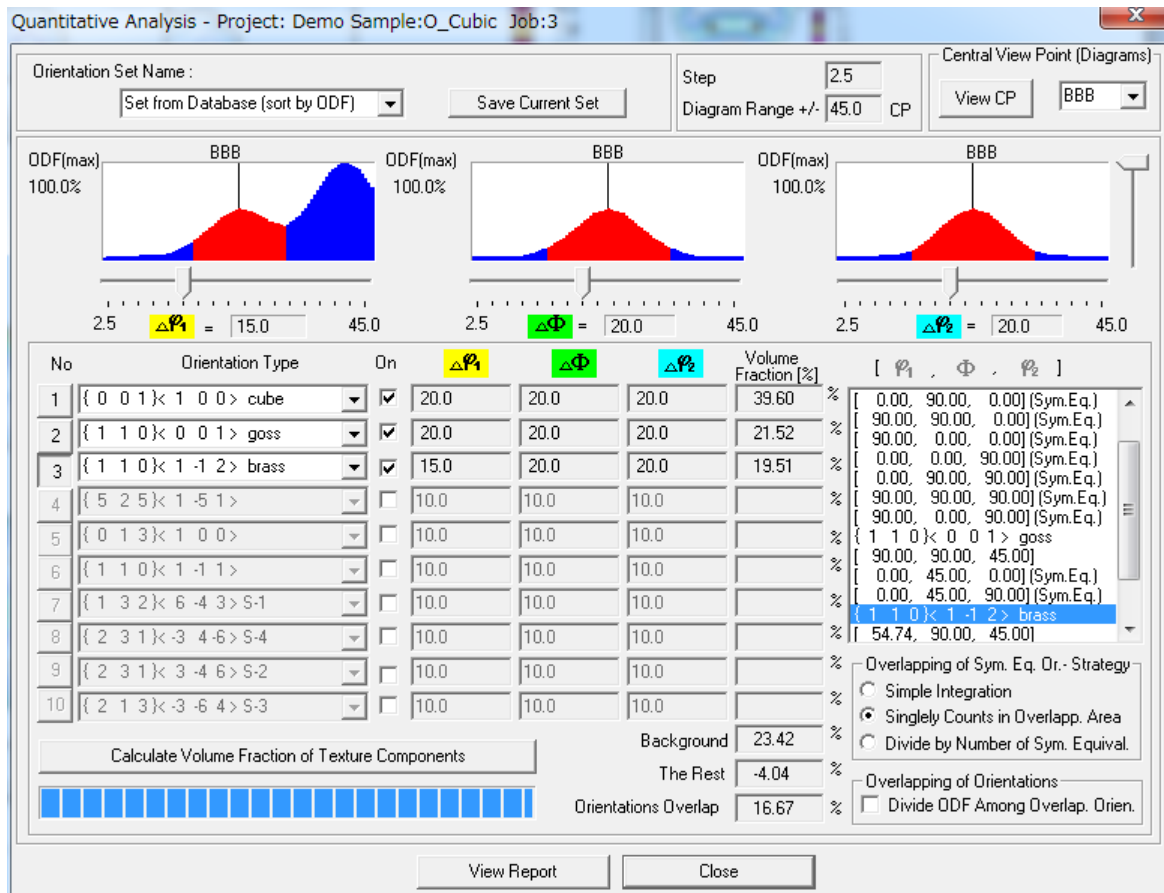 Quantitative Analysis - Project: Demo Sample:O_Cubic Job:3
X
Orientation Set Name :
Set from Database (sort by ODF)
Save Current Set
Step 2.5
Diagram Range +/- 45.0 CP
Central View Point (Diagrams)
View CP BBB
ODF(max) BBB ODF(max) BBB ODF(max) BBB
100.0% 100.0% 100.0%
2.5 △φ1 = 15.0 45.0 2.5 △Φ = 20.0 45.0 2.5 △φ2 = 20.0 45.0
No Orientation Type On △φ1 △Φ △φ2 Volume Fraction [%]
1 { 0 0 1}< 1 0 0> cube 20.0 20.0 20.0 39.60 %
2 { 1 1 0}< 0 0 1> goss 20.0 20.0 20.0 21.52 %
3 { 1 1 0}< 1 -1 2> brass 15.0 20.0 20.0 19.51 %
4 { 5 2 5}< 1 -5 1> 10.0 10.0 10.0 %
5 { 0 1 3}< 1 0 0> 10.0 10.0 10.0 %
6 { 1 1 0}< 1 -1 1> 10.0 10.0 10.0 %
7 { 1 3 2}< 6 -4 3> S-1 10.0 10.0 10.0 %
8 { 2 3 1}<-3 4 -6> S-4 10.0 10.0 10.0 %
9 { 2 3 1}< 3 -4 6> S-2 10.0 10.0 10.0 %
10 { 2 1 3}<-3 -6 4> S-3 10.0 10.0 10.0 %
[ φ1 , Φ , φ2 ]
[ 0.00, 90.00, 0.00] (Sym.Eq.)
[ 90.00, 90.00, 0.00] (Sym.Eq.)
[ 90.00, 0.00, 0.00] (Sym.Eq.)
[ 0.00, 0.00, 90.00] (Sym.Eq.)
[ 0.00, 90.00, 90.00] (Sym.Eq.)
[ 90.00, 90.00, 90.00] (Sym.Eq.)
[ 90.00, 0.00, 90.00] (Sym.Eq.)
{ 1 1 0}< 0 0 1> goss
[ 90.00, 90.00, 45.00]
[ 0.00, 45.00, 0.00] (Sym.Eq.)
[ 0.00, 45.00, 90.00] (Sym.Eq.)
{ 1 1 0}< 1 -1 2> brass
[ 54.74, 90.00, 45.00]
Calculate Volume Fraction of Texture Components
Background 23.42 %
The Rest -4.04 %
Orientations Overlap 16.67 %
Overlapping of Sym. Eq. Or.- Strategy
Simple Integration
Singlely Counts in Overlapp. Area
Divide by Number of Sym. Equival.
Overlapping of Orientations
Divide ODF Among Overlap. Orien.
View Report Close